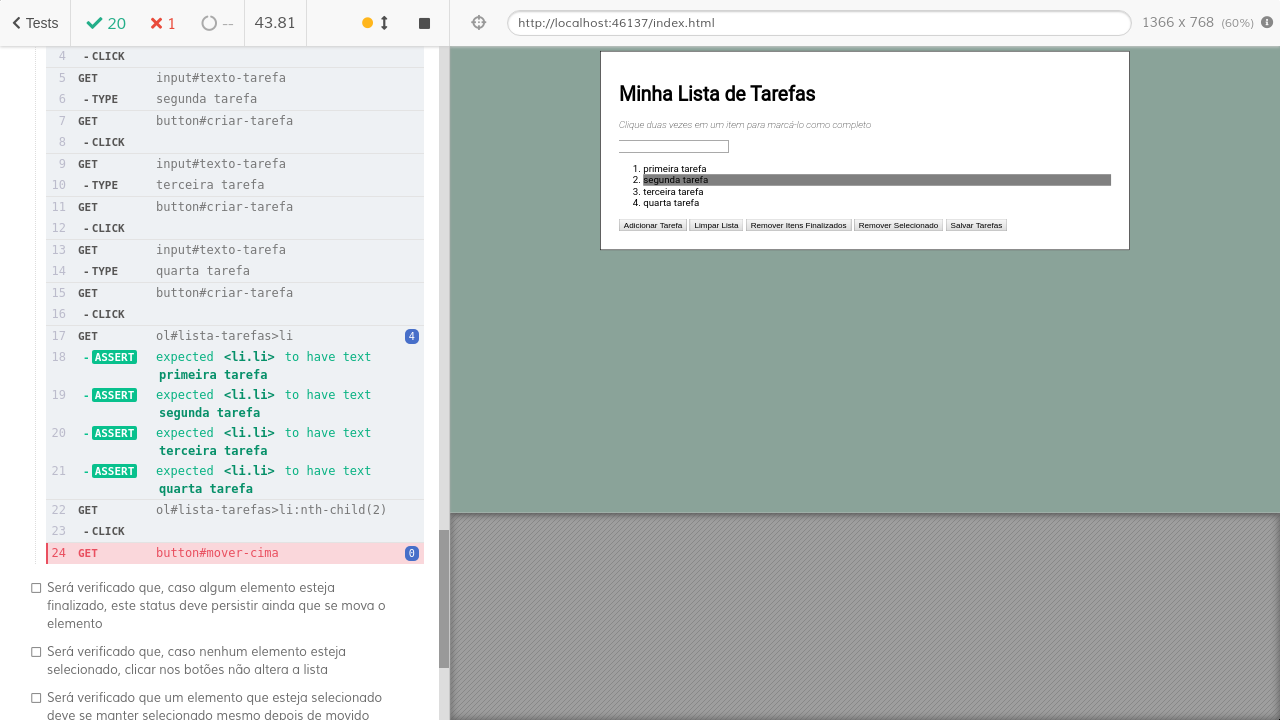 Tests
20
1
--
43.81
http://localhost:46137/index.html
1366 x 768 (60%)
4 - CLICK
5 GET input#texto-tarefa
6 - TYPE segunda tarefa
7 GET button#criar-tarefa
8 - CLICK
9 GET input#texto-tarefa
10 - TYPE terceira tarefa
11 GET button#criar-tarefa
12 - CLICK
13 GET input#texto-tarefa
14 - TYPE quarta tarefa
15 GET button#criar-tarefa
16 - CLICK
17 GET ol#lista-tarefas>li 4
18 - ASSERT expected <li.li> to have text
primeira tarefa
19 - ASSERT expected <li.li> to have text
segunda tarefa
20 - ASSERT expected <li.li> to have text
terceira tarefa
21 - ASSERT expected <li.li> to have text
quarta tarefa
22 GET ol#lista-tarefas>li:nth-child(2)
23 - CLICK
24 GET button#mover-cima 0
Será verificado que, caso algum elemento esteja
finalizado, este status deve persistir ainda que se mova o
elemento
Será verificado que, caso nenhum elemento esteja
selecionado, clicar nos botões não altera a lista
Será verificado que um elemento que esteja selecionado
deve se manter selecionado mesmo depois de movido
Minha Lista de Tarefas
Clique duas vezes em um item para marcá-lo como completo
1. primeira tarefa
2. segunda tarefa
3. terceira tarefa
4. quarta tarefa
Adicionar Tarefa Limpar Lista Remover Itens Finalizados Remover Selecionado Salvar Tarefas